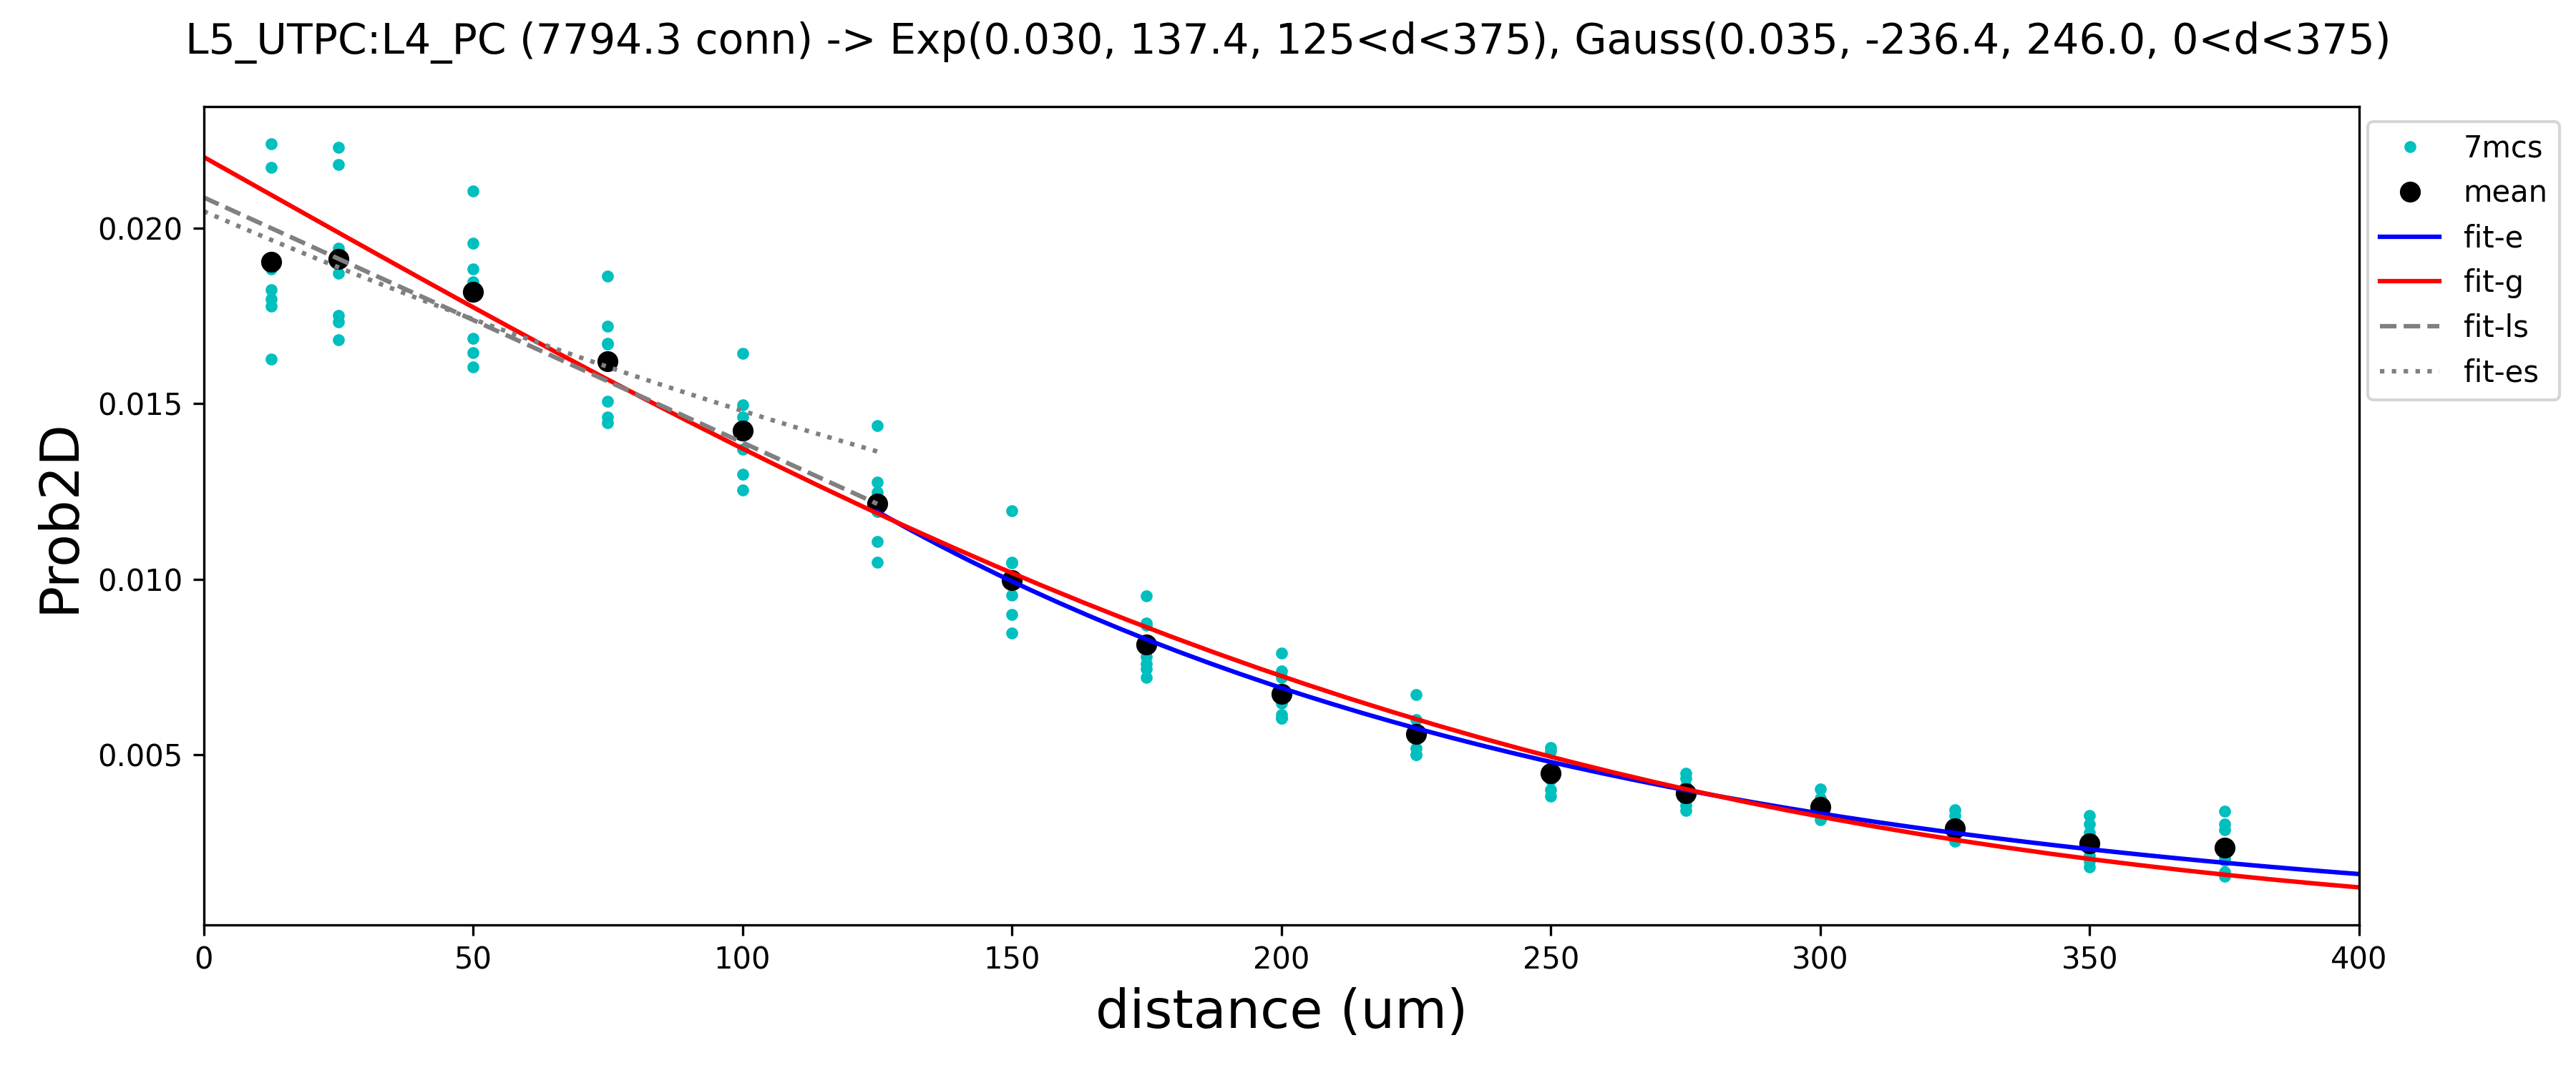 L5_UTPC:L4_PC (7794.3 conn) -> Exp(0.030, 137.4, 125<d<375), Gauss(0.035, -236.4, 246.0, 0<d<375)
7mcs
mean
fit-e
fit-g
fit-ls
fit-es
Prob2D
0.020
0.015
0.010
0.005
0 50 100 150 200 250 300 350 400
distance (um)